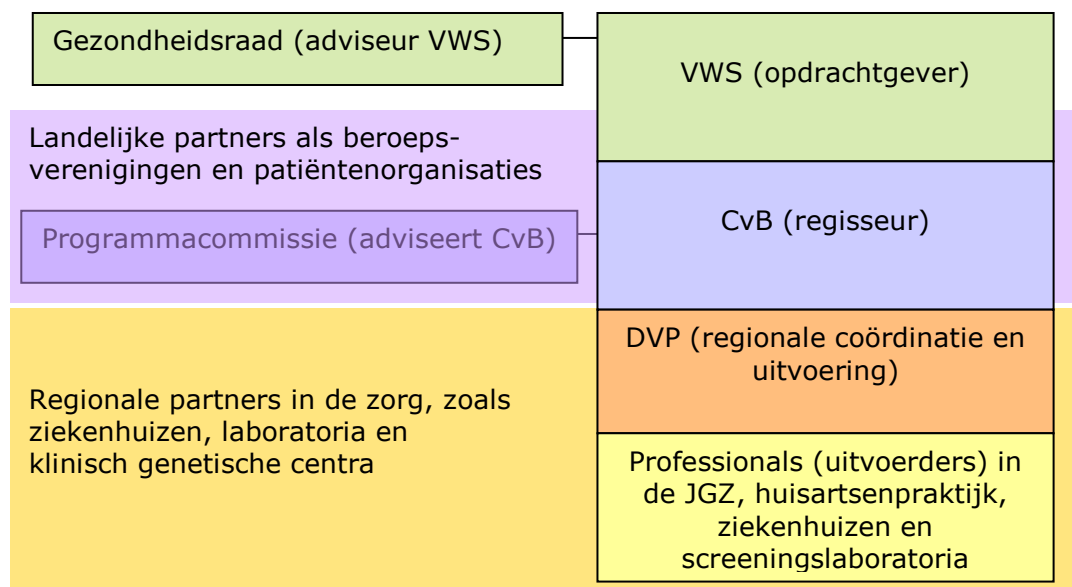 Gezondheidsraad (adviseur VWS)
VWS (opdrachtgever)
Landelijke partners als beroeps-
verenigingen en patiëntenorganisaties
Programmacommissie (adviseert CvB)
CvB (regisseur)
DVP (regionale coördinatie en
uitvoering)
Regionale partners in de zorg, zoals
ziekenhuizen, laboratoria en
klinisch genetische centra
Professionals (uitvoerders) in
de JGZ, huisartsenpraktijk,
ziekenhuizen en
screeningslaboratoria